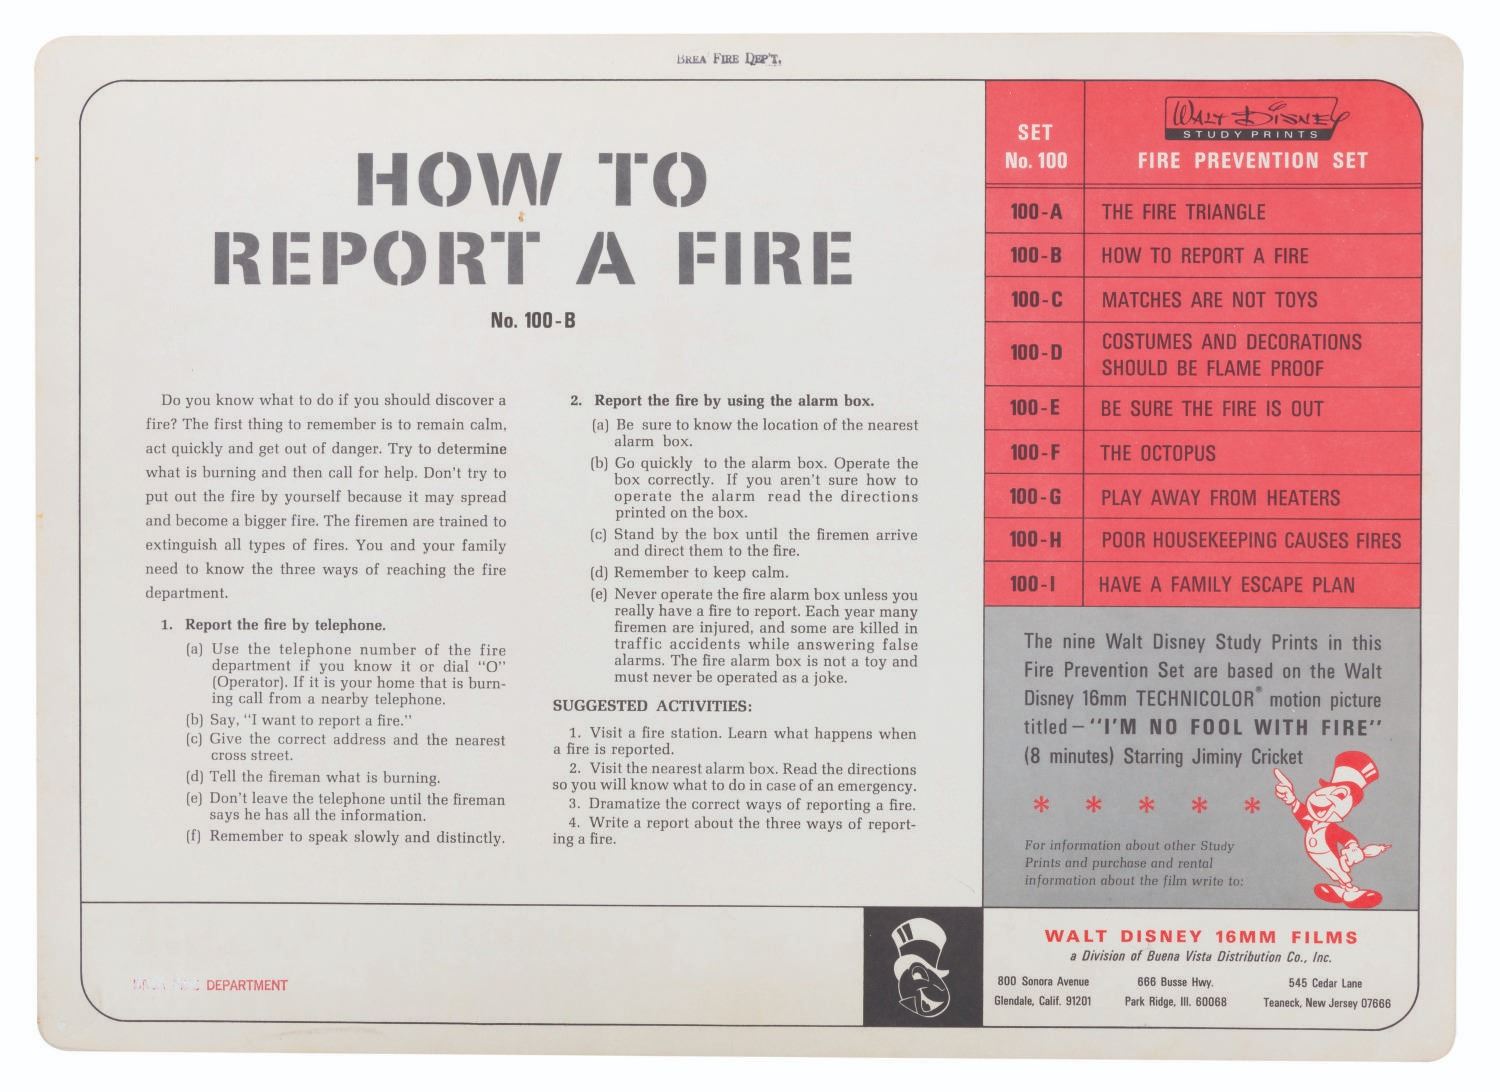 BREA FIRE DEP'T.
HOW TO
REPORT A FIRE
No. 100-B
Do you know what to do if you should discover a
fire? The first thing to remember is to remain calm,
act quickly and get out of danger. Try to determine
what is burning and then call for help. Don't try to
put out the fire by yourself because it may spread
and become a bigger fire. The firemen are trained to
extinguish all types of fires. You and your family
need to know the three ways of reaching the fire
department.
1. Report the fire by telephone.
(a) Use the telephone number of the fire
department if you know it or dial "O"
(Operator). If it is your home that is burn-
ing call from a nearby telephone.
(b) Say, "I want to report a fire."
(c) Give the correct address and the nearest
cross street.
(d) Tell the fireman what is burning.
(e) Don't leave the telephone until the fireman
says he has all the information.
(f) Remember to speak slowly and distinctly.
2. Report the fire by using the alarm box.
(a) Be sure to know the location of the nearest
alarm box.
(b) Go quickly to the alarm box. Operate the
box correctly. If you aren't sure how to
operate the alarm read the directions
printed on the box.
(c) Stand by the box until the firemen arrive
and direct them to the fire.
(d) Remember to keep calm.
(e) Never operate the fire alarm box unless you
really have a fire to report. Each year many
firemen are injured, and some are killed in
traffic accidents while answering false
alarms. The fire alarm box is not a toy and
must never be operated as a joke.
SUGGESTED ACTIVITIES:
1. Visit a fire station. Learn what happens when
a fire is reported.
2. Visit the nearest alarm box. Read the directions
so you will know what to do in case of an emergency.
3. Dramatize the correct ways of reporting a fire.
4. Write a report about the three ways of report-
ing a fire.
DEPARTMENT
SET
No. 100
WALT DISNEY
STUDY PRINTS
FIRE PREVENTION SET
100-A THE FIRE TRIANGLE
100-B HOW TO REPORT A FIRE
100-C MATCHES ARE NOT TOYS
100-D COSTUMES AND DECORATIONS
SHOULD BE FLAME PROOF
100-E BE SURE THE FIRE IS OUT
100-F THE OCTOPUS
100-G PLAY AWAY FROM HEATERS
100-H POOR HOUSEKEEPING CAUSES FIRES
100-I HAVE A FAMILY ESCAPE PLAN
The nine Walt Disney Study Prints in this
Fire Prevention Set are based on the Walt
Disney 16mm TECHNICOLOR® motion picture
titled—"I'M NO FOOL WITH FIRE"
(8 minutes) Starring Jiminy Cricket
* * * * *
For information about other Study
Prints and purchase and rental
information about the film write to:
WALT DISNEY 16MM FILMS
a Division of Buena Vista Distribution Co., Inc.
800 Sonora Avenue
Glendale, Calif. 91201
666 Busse Hwy.
Park Ridge, Ill. 60068
545 Cedar Lane
Teaneck, New Jersey 07666